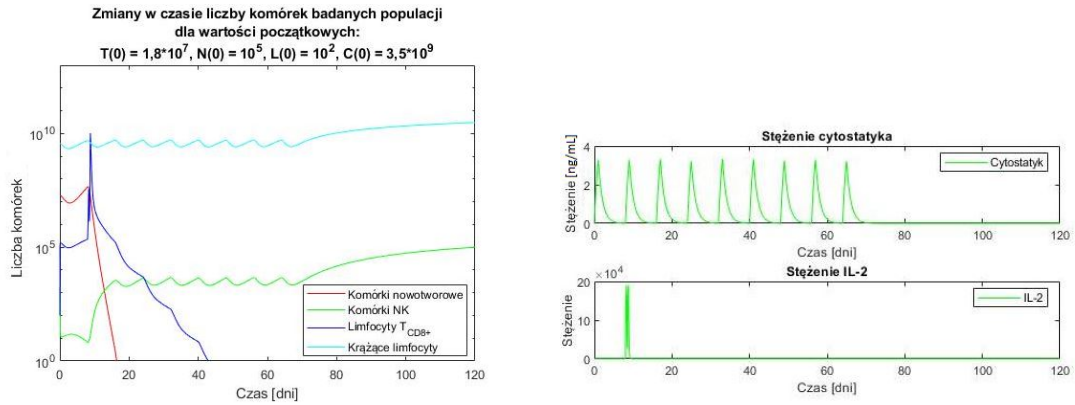 Zmiany w czasie liczby komórek badanych populacji
dla wartości początkowych:
T(0) = 1,8*10^7, N(0) = 10^5, L(0) = 10^2, C(0) = 3,5*10^9
Liczba komórek
10^10
10^5
10^0
0 20 40 60 80 100 120
Czas [dni]
Komórki nowotworowe
Komórki NK
Limfocyty T_CD8+
Krążące limfocyty
Stężenie cytostatyka
Stężenie [ng/mL]
4
2
0
0 20 40 60 80 100 120
Czas [dni]
Cytostatyk
Stężenie IL-2
×10^4
Stężenie
20
10
0
0 20 40 60 80 100 120
Czas [dni]
IL-2